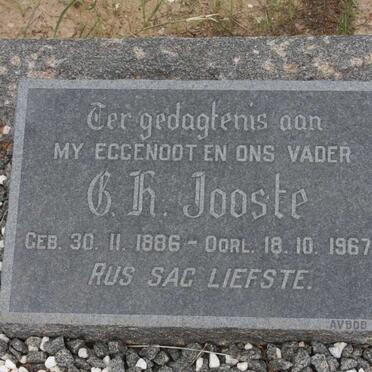 Ter gedagtenis aan
MY EGGENOOT EN ONS VADER
G. H. Jooste
GEB. 30. 11. 1886 - OORL. 18. 10. 1967
RUS SAG LIEFSTE.
AVBOB